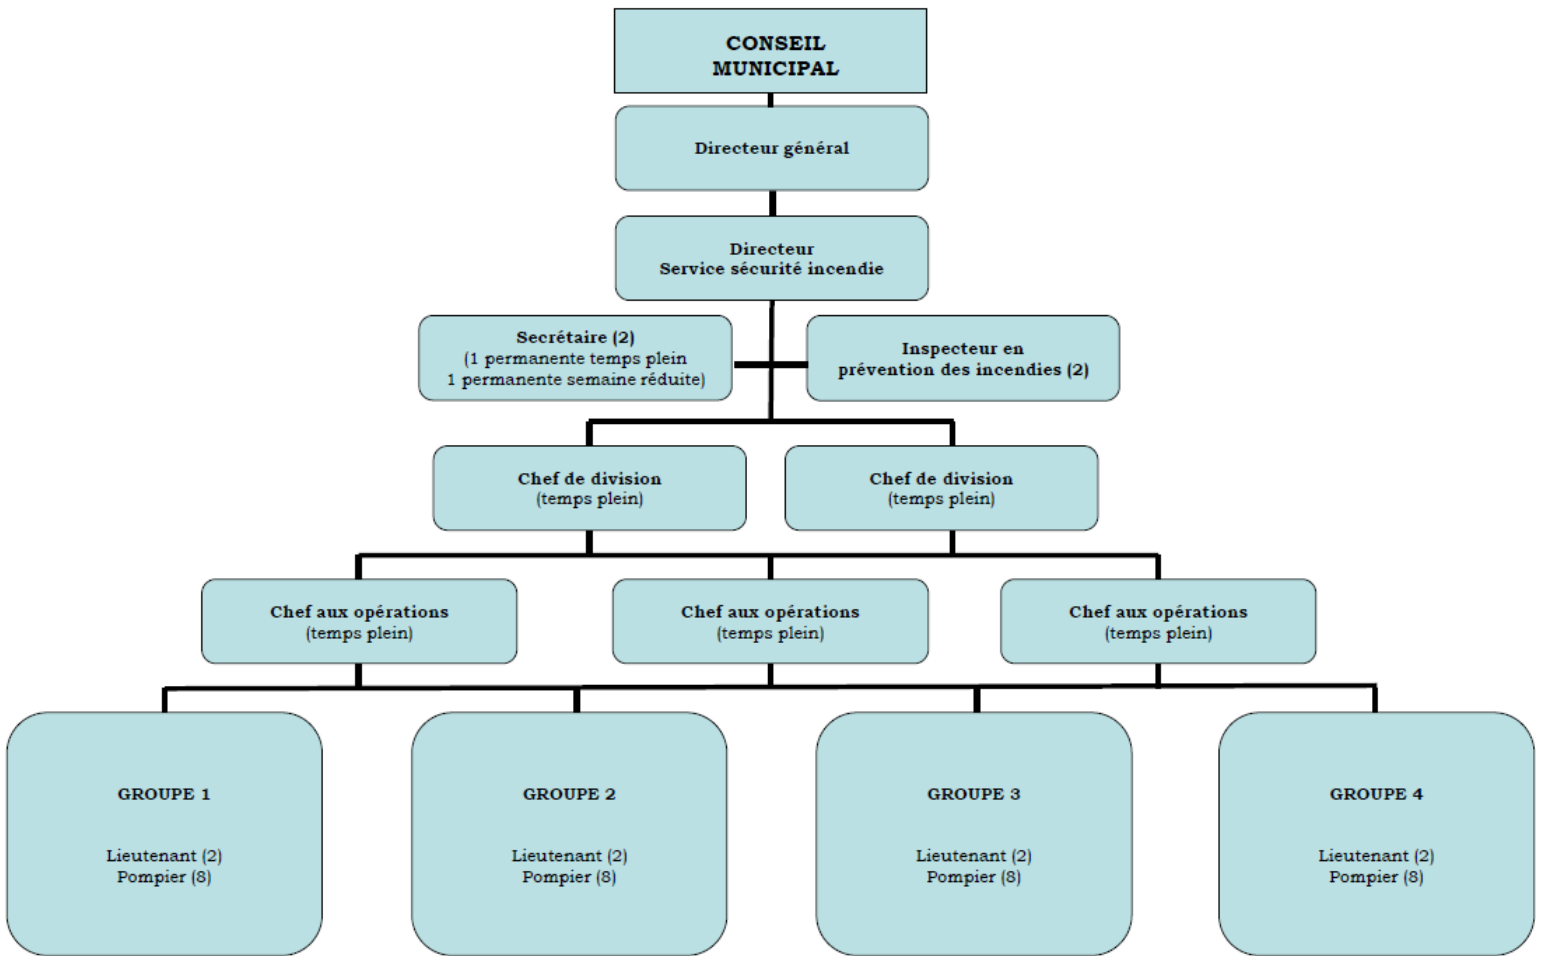 CONSEIL
MUNICIPAL
Directeur général
Directeur
Service sécurité incendie
Secrétaire (2)
(1 permanente temps plein
1 permanente semaine réduite)
Inspecteur en
prévention des incendies (2)
Chef de division
(temps plein)
Chef de division
(temps plein)
Chef aux opérations
(temps plein)
Chef aux opérations
(temps plein)
Chef aux opérations
(temps plein)
GROUPE 1
Lieutenant (2)
Pompier (8)
GROUPE 2
Lieutenant (2)
Pompier (8)
GROUPE 3
Lieutenant (2)
Pompier (8)
GROUPE 4
Lieutenant (2)
Pompier (8)